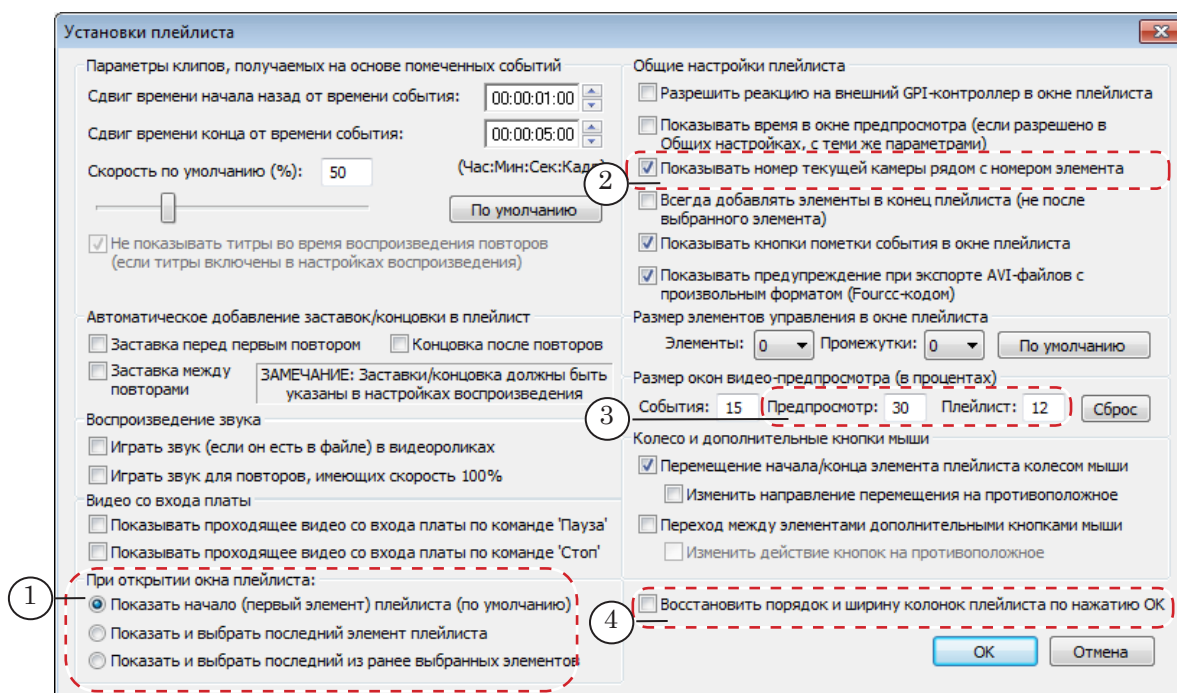 Установки плейлиста
Параметры клипов, получаемых на основе помеченных событий
Сдвиг времени начала назад от времени события:
00:00:01:00
Сдвиг времени конца от времени события:
00:00:05:00
Скорость по умолчанию (%):
50
(Час:Мин:Сек:Кадр)
По умолчанию
Не показывать титры во время воспроизведения повторов
(если титры включены в настройках воспроизведения)
Автоматическое добавление заставок/концовки в плейлист
Заставка перед первым повтором
Концовка после повторов
Заставка между
повторами
ЗАМЕЧАНИЕ: Заставки/концовка должны быть
указаны в настройках воспроизведения
Воспроизведение звука
Играть звук (если он есть в файле) в видеороликах
Играть звук для повторов, имеющих скорость 100%
Видео со входа платы
Показывать проходящее видео со входа платы по команде 'Пауза'
Показывать проходящее видео со входа платы по команде 'Стоп'
1
При открытии окна плейлиста:
Показать начало (первый элемент) плейлиста (по умолчанию)
Показать и выбрать последний элемент плейлиста
Показать и выбрать последний из ранее выбранных элементов
Общие настройки плейлиста
Разрешить реакцию на внешний GPI-контроллер в окне плейлиста
Показывать время в окне предпросмотра (если разрешено в
Общих настройках, с теми же параметрами)
2
Показывать номер текущей камеры рядом с номером элемента
Всегда добавлять элементы в конец плейлиста (не после
выбранного элемента)
Показывать кнопки пометки события в окне плейлиста
Показывать предупреждение при экспорте AVI-файлов с
произвольным форматом (Fourcc-кодом)
Размер элементов управления в окне плейлиста
Элементы: 0 Промежутки: 0 По умолчанию
Размер окон видео-предпросмотра (в процентах)
3
События: 15 Предпросмотр: 30 Плейлист: 12 Сброс
Колесо и дополнительные кнопки мыши
Перемещение начала/конца элемента плейлиста колесом мыши
Изменить направление перемещения на противоположное
Переход между элементами дополнительными кнопками мыши
Изменить действие кнопок на противоположное
4
Восстановить порядок и ширину колонок плейлиста по нажатию ОК
ОК
Отмена